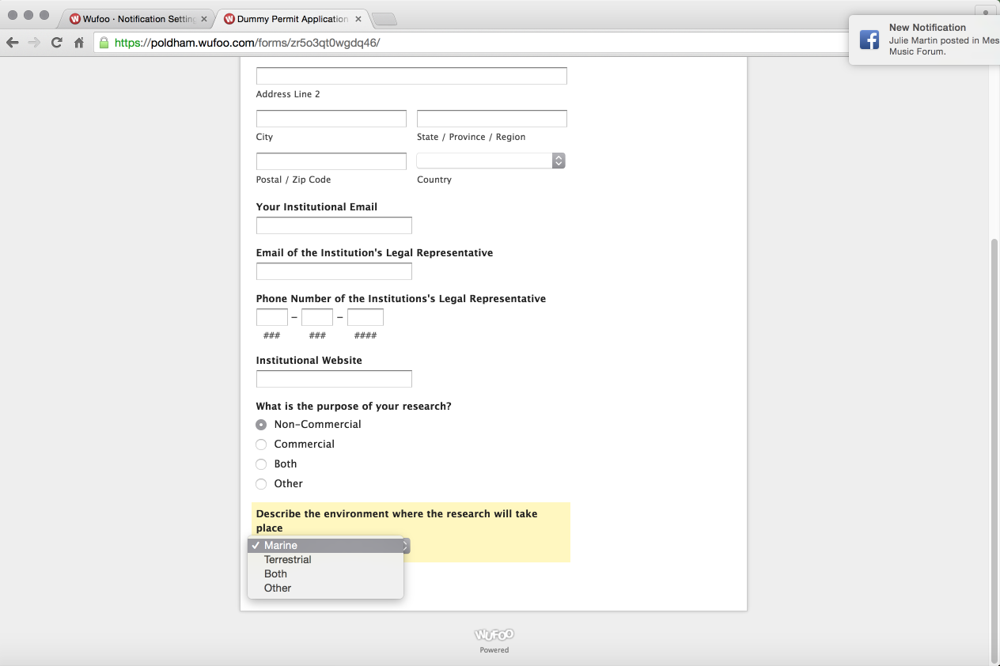 Wufoo · Notification Setting
Dummy Permit Application
https://poldham.wufoo.com/forms/zr5o3qt0wgdq46/
New Notification
Julie Martin posted in Mes
Music Forum.
Address Line 2
City
State / Province / Region
Postal / Zip Code
Country
Your Institutional Email
Email of the Institution's Legal Representative
Phone Number of the Institutions's Legal Representative
– –
### ### ####
Institutional Website
What is the purpose of your research?
Non-Commercial
Commercial
Both
Other
Describe the environment where the research will take
place
✓ Marine
Terrestrial
Both
Other
WUFOO
Powered